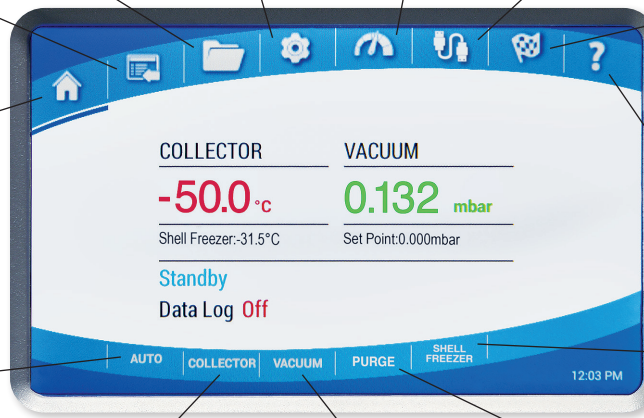 ?
COLLECTOR
VACUUM
-50.0 °C
0.132 mbar
Shell Freezer:-31.5°C
Set Point:0.000mbar
Standby
Data Log Off
AUTO
COLLECTOR
VACUUM
PURGE
SHELL
FREEZER
12:03 PM